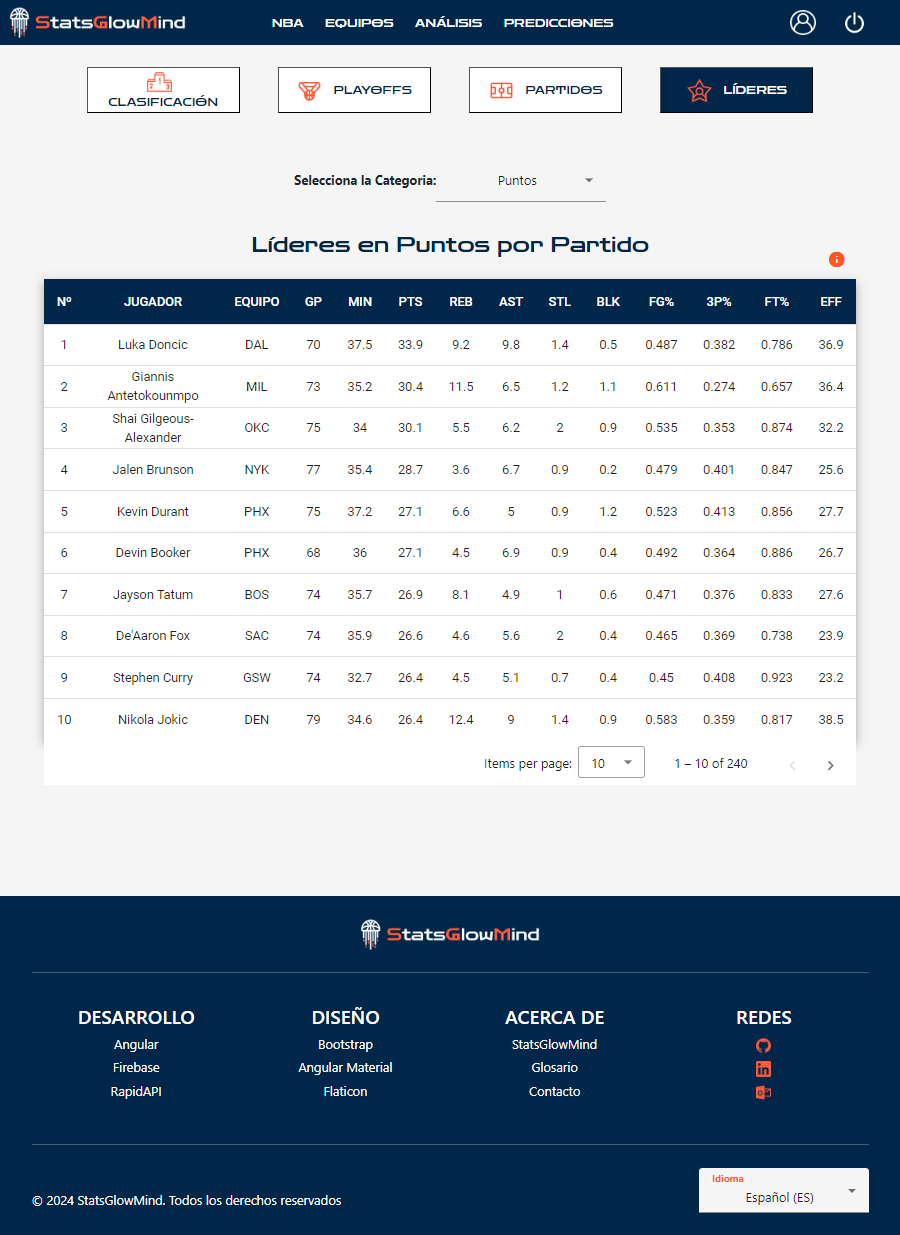 StatsGlowMind NBA EQUIPOS ANÁLISIS PREDICCIONES
1 2 3
CLASIFICACIÓN PLAYOFFS PARTIDOS LÍDERES
Selecciona la Categoria: Puntos
Líderes en Puntos por Partido
Nº JUGADOR EQUIPO GP MIN PTS REB AST STL BLK FG% 3P% FT% EFF
1 Luka Doncic DAL 70 37.5 33.9 9.2 9.8 1.4 0.5 0.487 0.382 0.786 36.9
2 Giannis Antetokounmpo MIL 73 35.2 30.4 11.5 6.5 1.2 1.1 0.611 0.274 0.657 36.4
3 Shai Gilgeous-Alexander OKC 75 34 30.1 5.5 6.2 2 0.9 0.535 0.353 0.874 32.2
4 Jalen Brunson NYK 77 35.4 28.7 3.6 6.7 0.9 0.2 0.479 0.401 0.847 25.6
5 Kevin Durant PHX 75 37.2 27.1 6.6 5 0.9 1.2 0.523 0.413 0.856 27.7
6 Devin Booker PHX 68 36 27.1 4.5 6.9 0.9 0.4 0.492 0.364 0.886 26.7
7 Jayson Tatum BOS 74 35.7 26.9 8.1 4.9 1 0.6 0.471 0.376 0.833 27.6
8 De'Aaron Fox SAC 74 35.9 26.6 4.6 5.6 2 0.4 0.465 0.369 0.738 23.9
9 Stephen Curry GSW 74 32.7 26.4 4.5 5.1 0.7 0.4 0.45 0.408 0.923 23.2
10 Nikola Jokic DEN 79 34.6 26.4 12.4 9 1.4 0.9 0.583 0.359 0.817 38.5
Items per page: 10 1 – 10 of 240
StatsGlowMind
DESARROLLO DISEÑO ACERCA DE REDES
Angular Bootstrap StatsGlowMind
Firebase Angular Material Glosario
RapidAPI Flaticon Contacto
Idioma
© 2024 StatsGlowMind. Todos los derechos reservados Español (ES)